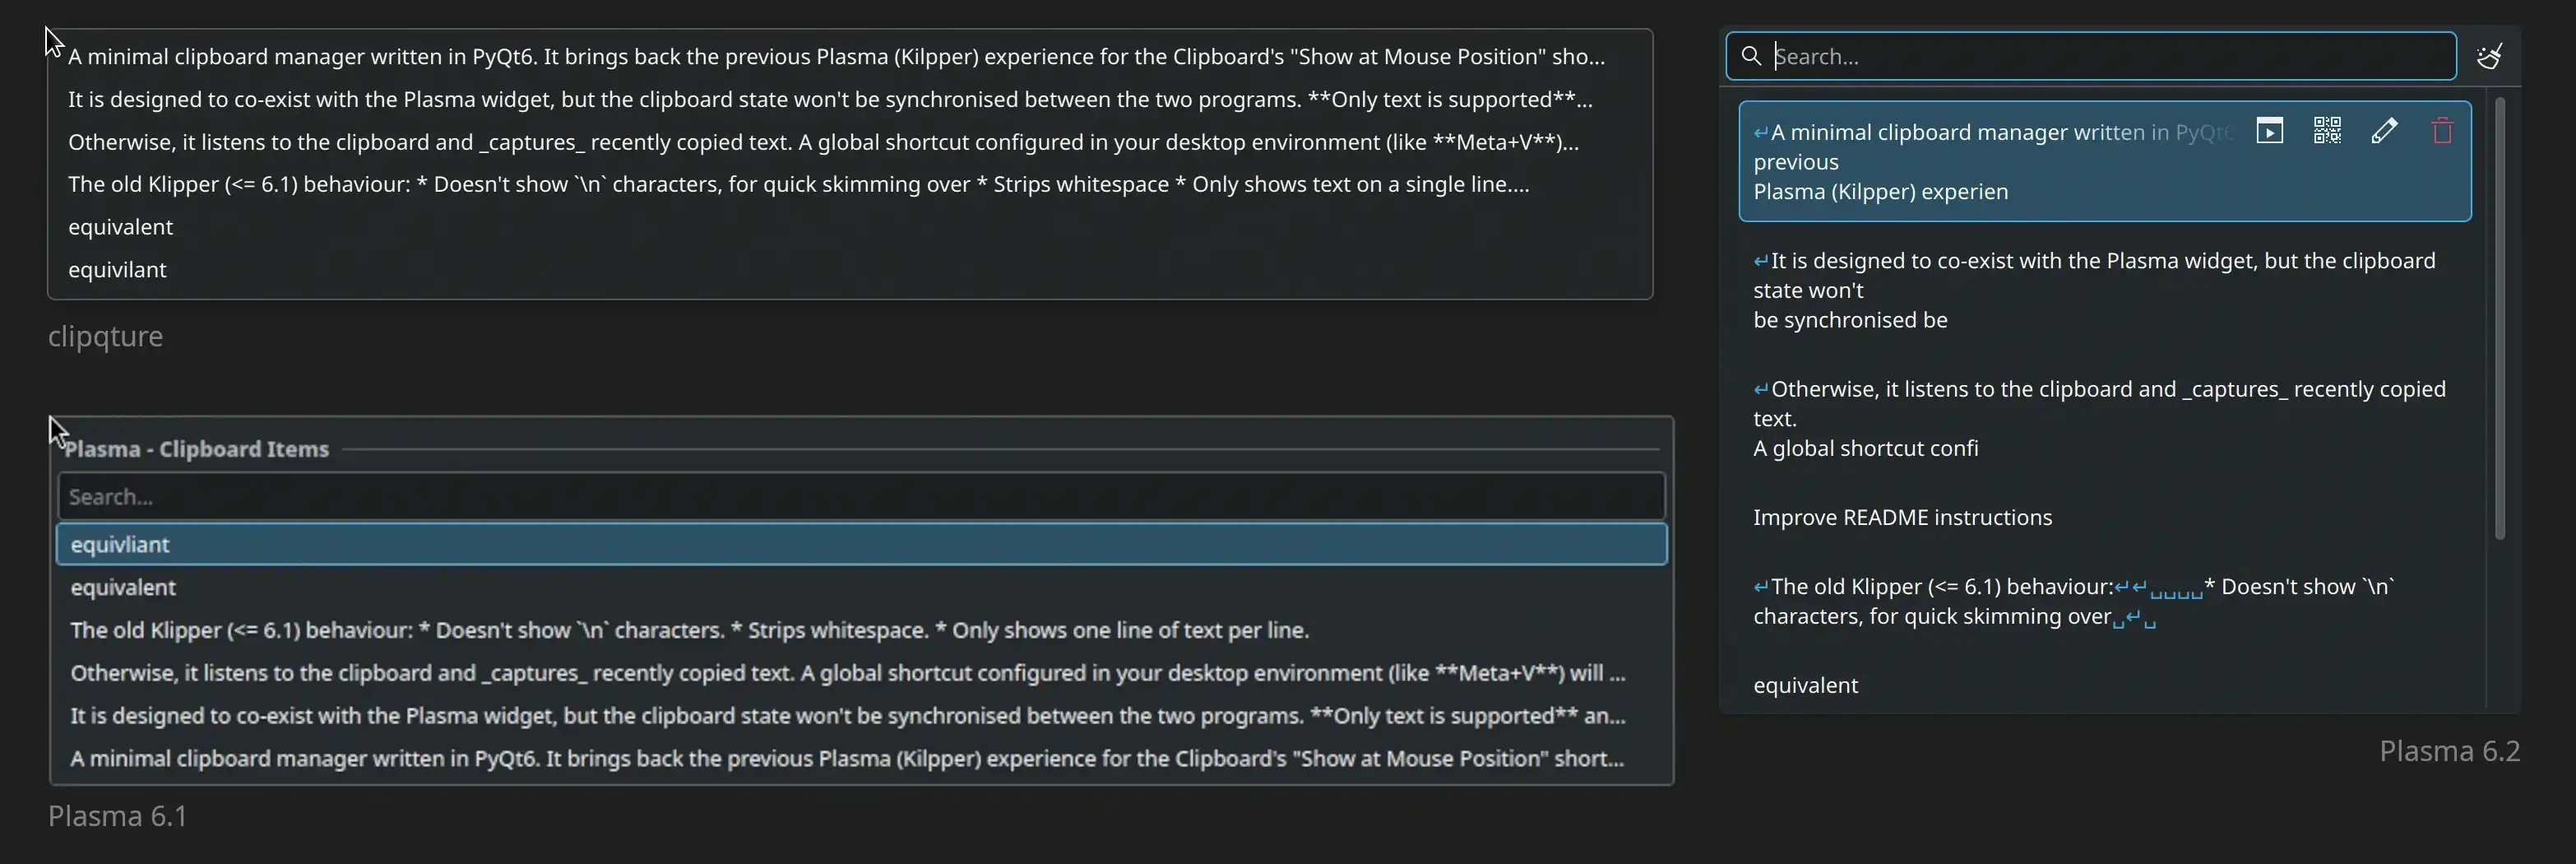 A minimal clipboard manager written in PyQt6. It brings back the previous Plasma (Kilpper) experience for the Clipboard's "Show at Mouse Position" sho...
It is designed to co-exist with the Plasma widget, but the clipboard state won't be synchronised between the two programs. **Only text is supported**...
Otherwise, it listens to the clipboard and _captures_ recently copied text. A global shortcut configured in your desktop environment (like **Meta+V**)...
The old Klipper (<= 6.1) behaviour: * Doesn't show `\n` characters, for quick skimming over * Strips whitespace * Only shows text on a single line....
equivalent
equivilant
clipqture
Plasma - Clipboard Items
Search...
equivliant
equivalent
The old Klipper (<= 6.1) behaviour: * Doesn't show `\n` characters. * Strips whitespace. * Only shows one line of text per line.
Otherwise, it listens to the clipboard and _captures_ recently copied text. A global shortcut configured in your desktop environment (like **Meta+V**) will ...
It is designed to co-exist with the Plasma widget, but the clipboard state won't be synchronised between the two programs. **Only text is supported** an...
A minimal clipboard manager written in PyQt6. It brings back the previous Plasma (Kilpper) experience for the Clipboard's "Show at Mouse Position" short...
Plasma 6.1
Search...
↵A minimal clipboard manager written in PyQt6
previous
Plasma (Kilpper) experien
↵It is designed to co-exist with the Plasma widget, but the clipboard
state won't
be synchronised be
↵Otherwise, it listens to the clipboard and _captures_ recently copied
text.
A global shortcut confi
Improve README instructions
↵The old Klipper (<= 6.1) behaviour:↵↵␣␣␣␣* Doesn't show `\n`
characters, for quick skimming over␣↵␣
equivalent
Plasma 6.2